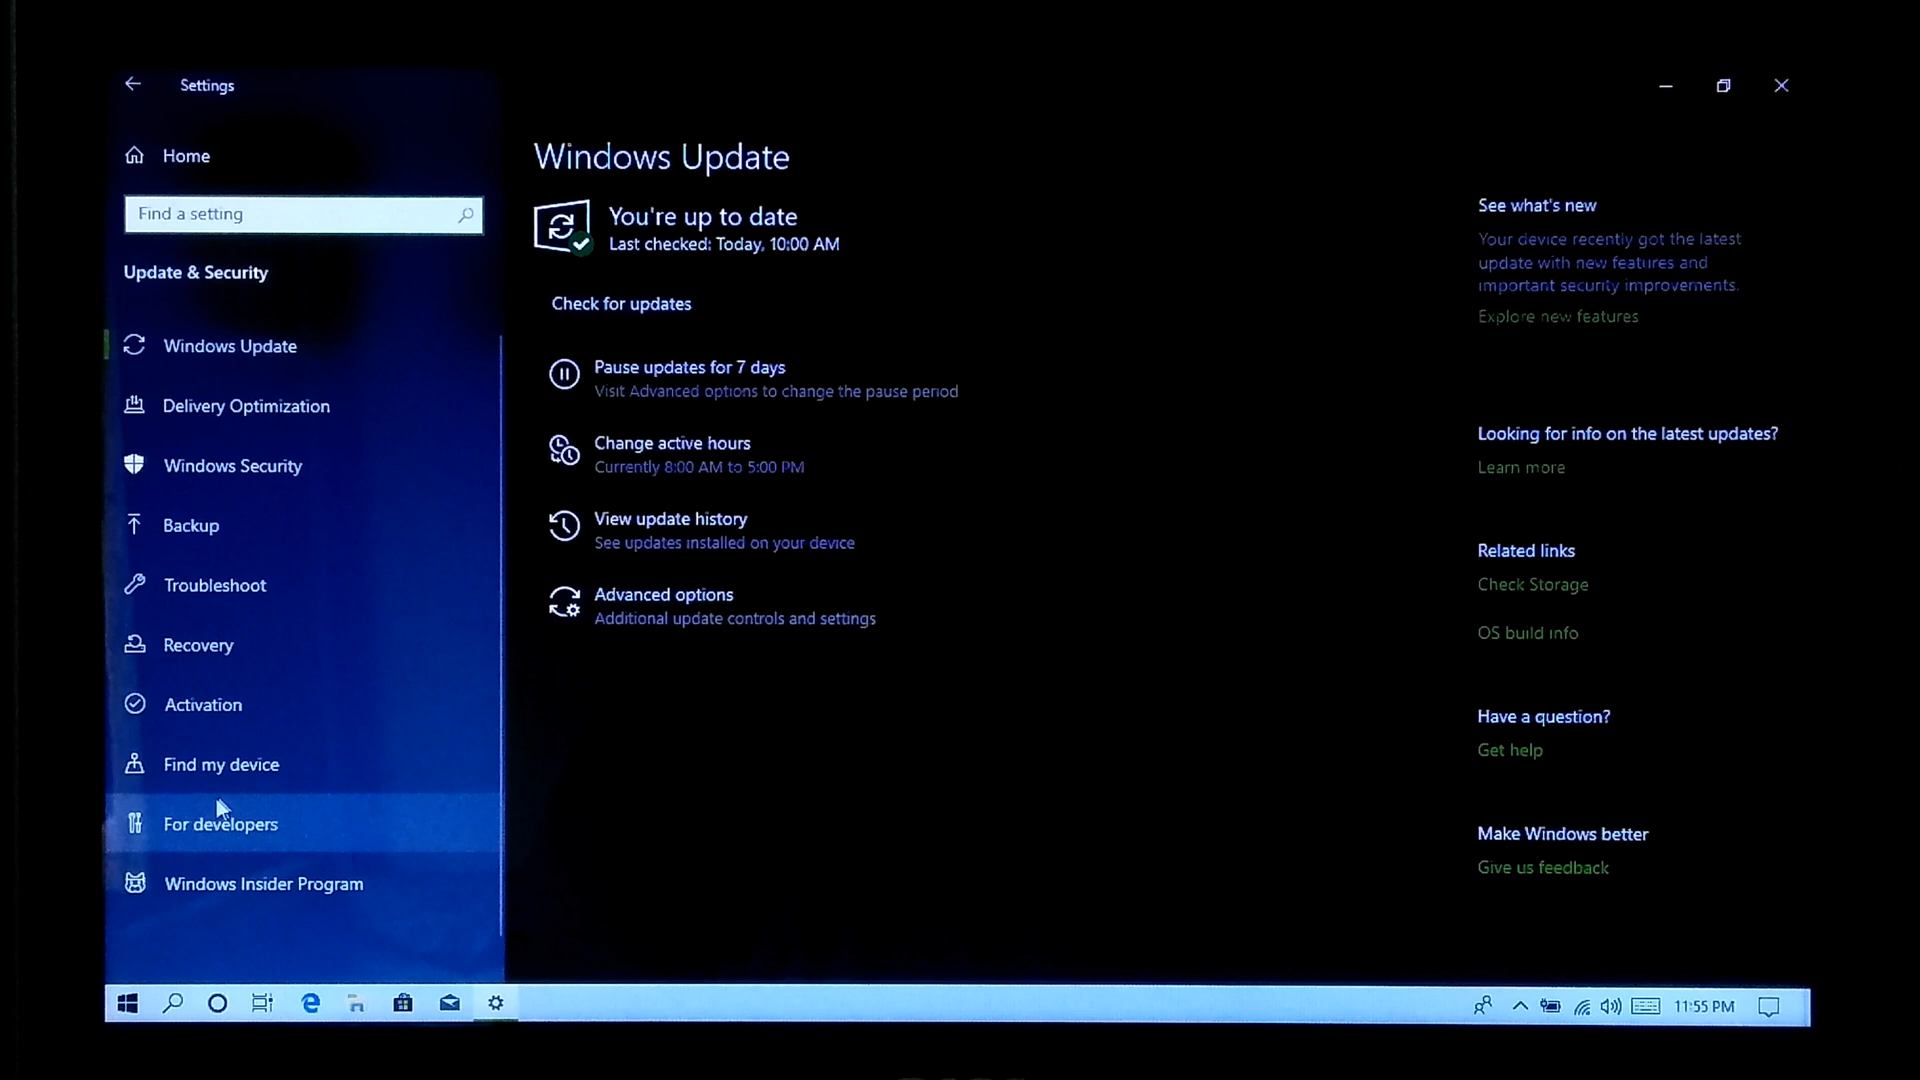 Settings
Home
Find a setting
Update & Security
Windows Update
Delivery Optimization
Windows Security
Backup
Troubleshoot
Recovery
Activation
Find my device
For developers
Windows Insider Program
Windows Update
You're up to date
Last checked: Today, 10:00 AM
Check for updates
Pause updates for 7 days
Visit Advanced options to change the pause period
Change active hours
Currently 8:00 AM to 5:00 PM
View update history
See updates installed on your device
Advanced options
Additional update controls and settings
See what's new
Your device recently got the latest
update with new features and
important security improvements.
Explore new features
Looking for info on the latest updates?
Learn more
Related links
Check Storage
OS build info
Have a question?
Get help
Make Windows better
Give us feedback
11:55 PM